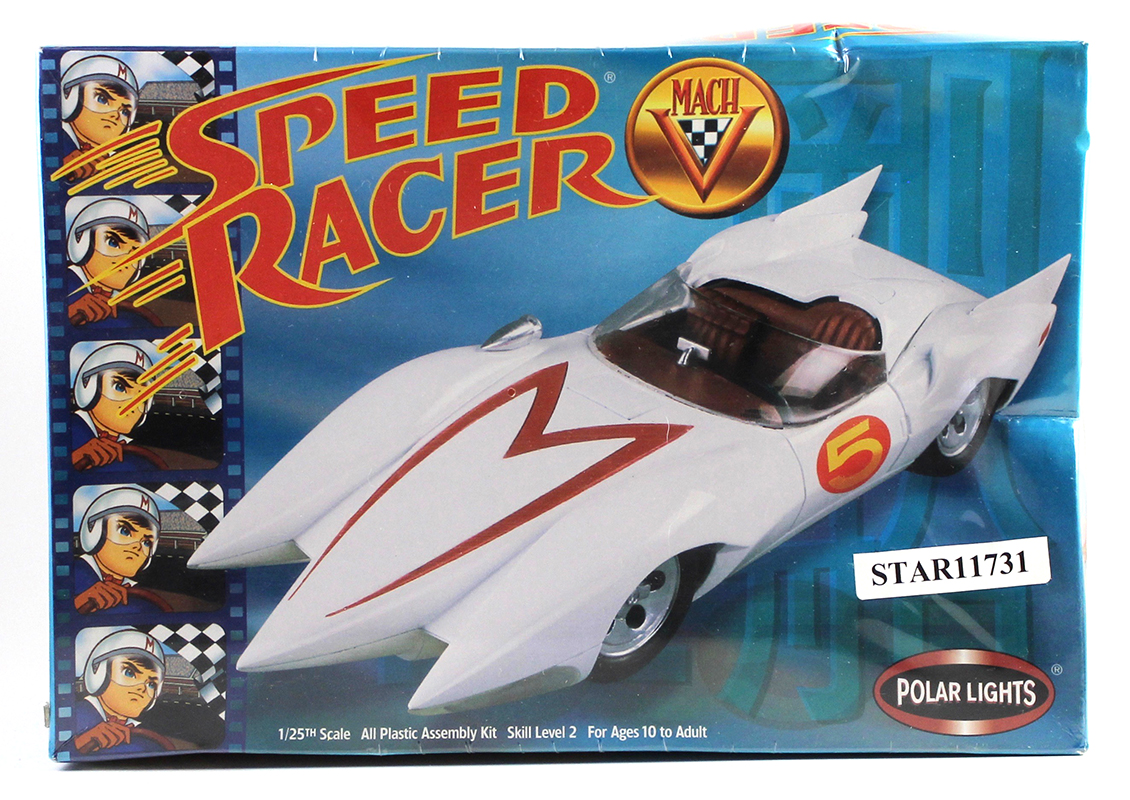 SPEED
RACER®
MACH
V
M
M
M
M
M
M
5
STAR11731
POLAR LIGHTS®
1/25TH Scale All Plastic Assembly Kit Skill Level 2 For Ages 10 to Adult